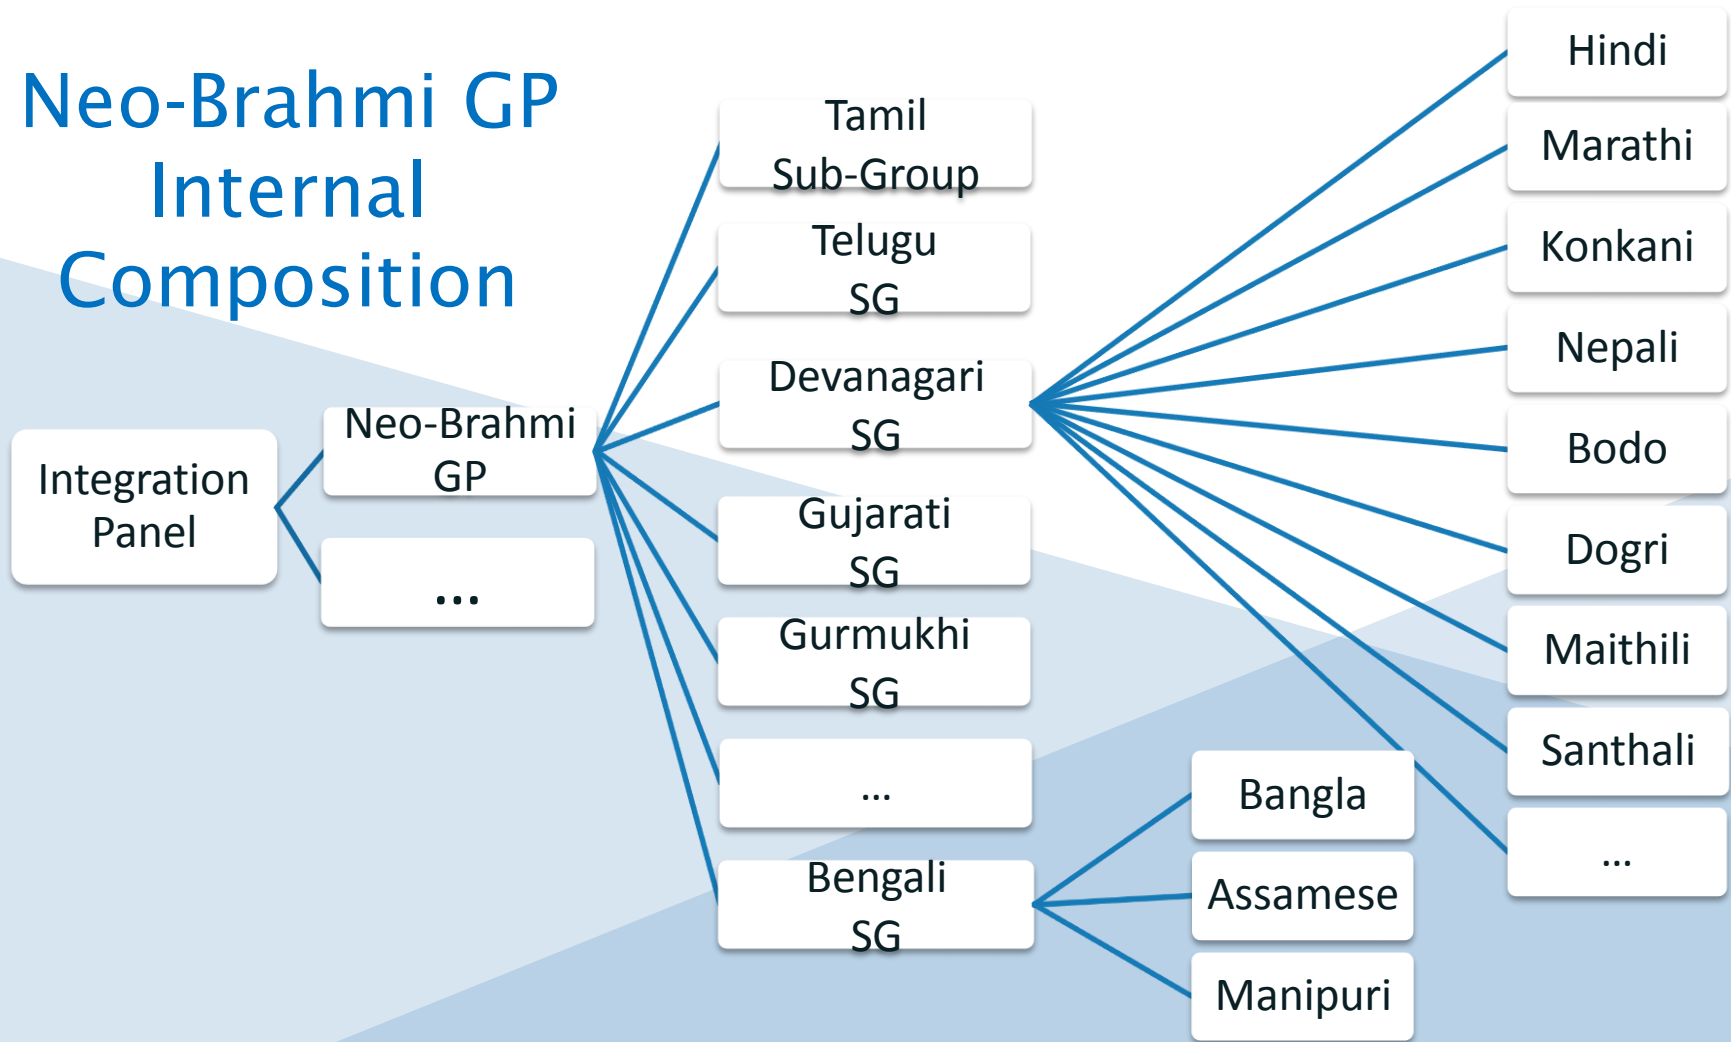 Neo-Brahmi GP
Internal
Composition
Integration
Panel
Neo-Brahmi
GP
...
Tamil
Sub-Group
Telugu
SG
Devanagari
SG
Gujarati
SG
Gurmukhi
SG
...
Bengali
SG
Hindi
Marathi
Konkani
Nepali
Bodo
Dogri
Maithili
Santhali
...
Bangla
Assamese
Manipuri